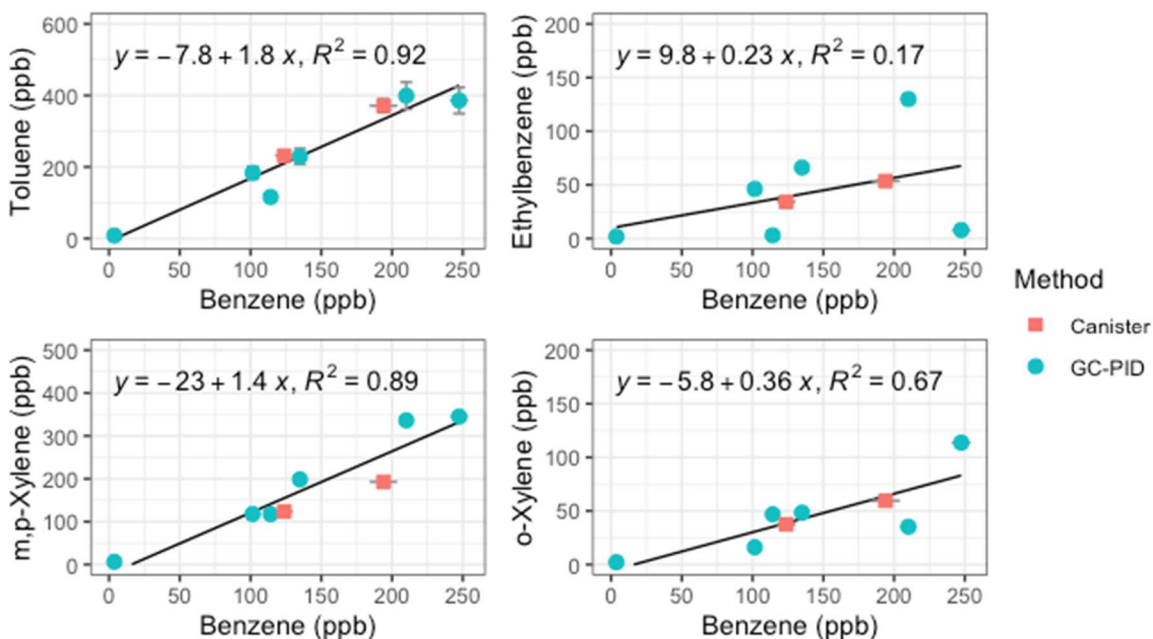 Toluene (ppb)
600
400
200
0
y = −7.8 + 1.8 x, R² = 0.92
0 50 100 150 200 250
Benzene (ppb)
Ethylbenzene (ppb)
200
150
100
50
0
y = 9.8 + 0.23 x, R² = 0.17
0 50 100 150 200 250
Benzene (ppb)
m,p-Xylene (ppb)
500
400
300
200
100
0
y = −23 + 1.4 x, R² = 0.89
0 50 100 150 200 250
Benzene (ppb)
o-Xylene (ppb)
200
150
100
50
0
y = −5.8 + 0.36 x, R² = 0.67
0 50 100 150 200 250
Benzene (ppb)
Method
Canister
GC-PID